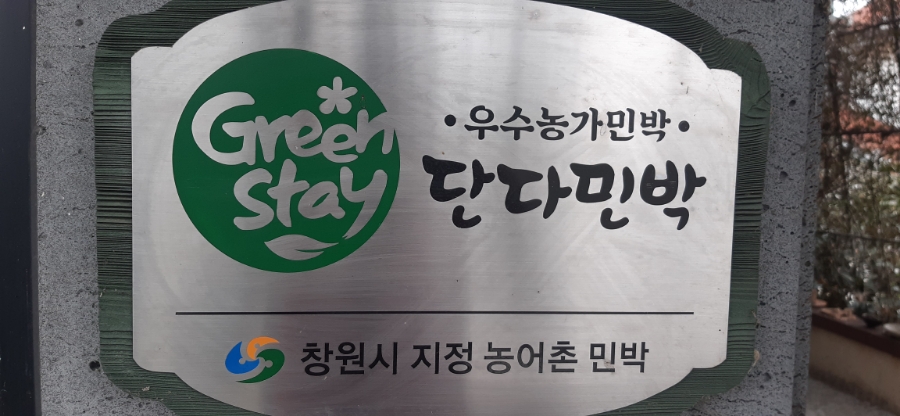 Green
stay
·우수농가민박·
단다민박
창원시 지정 농어촌 민박